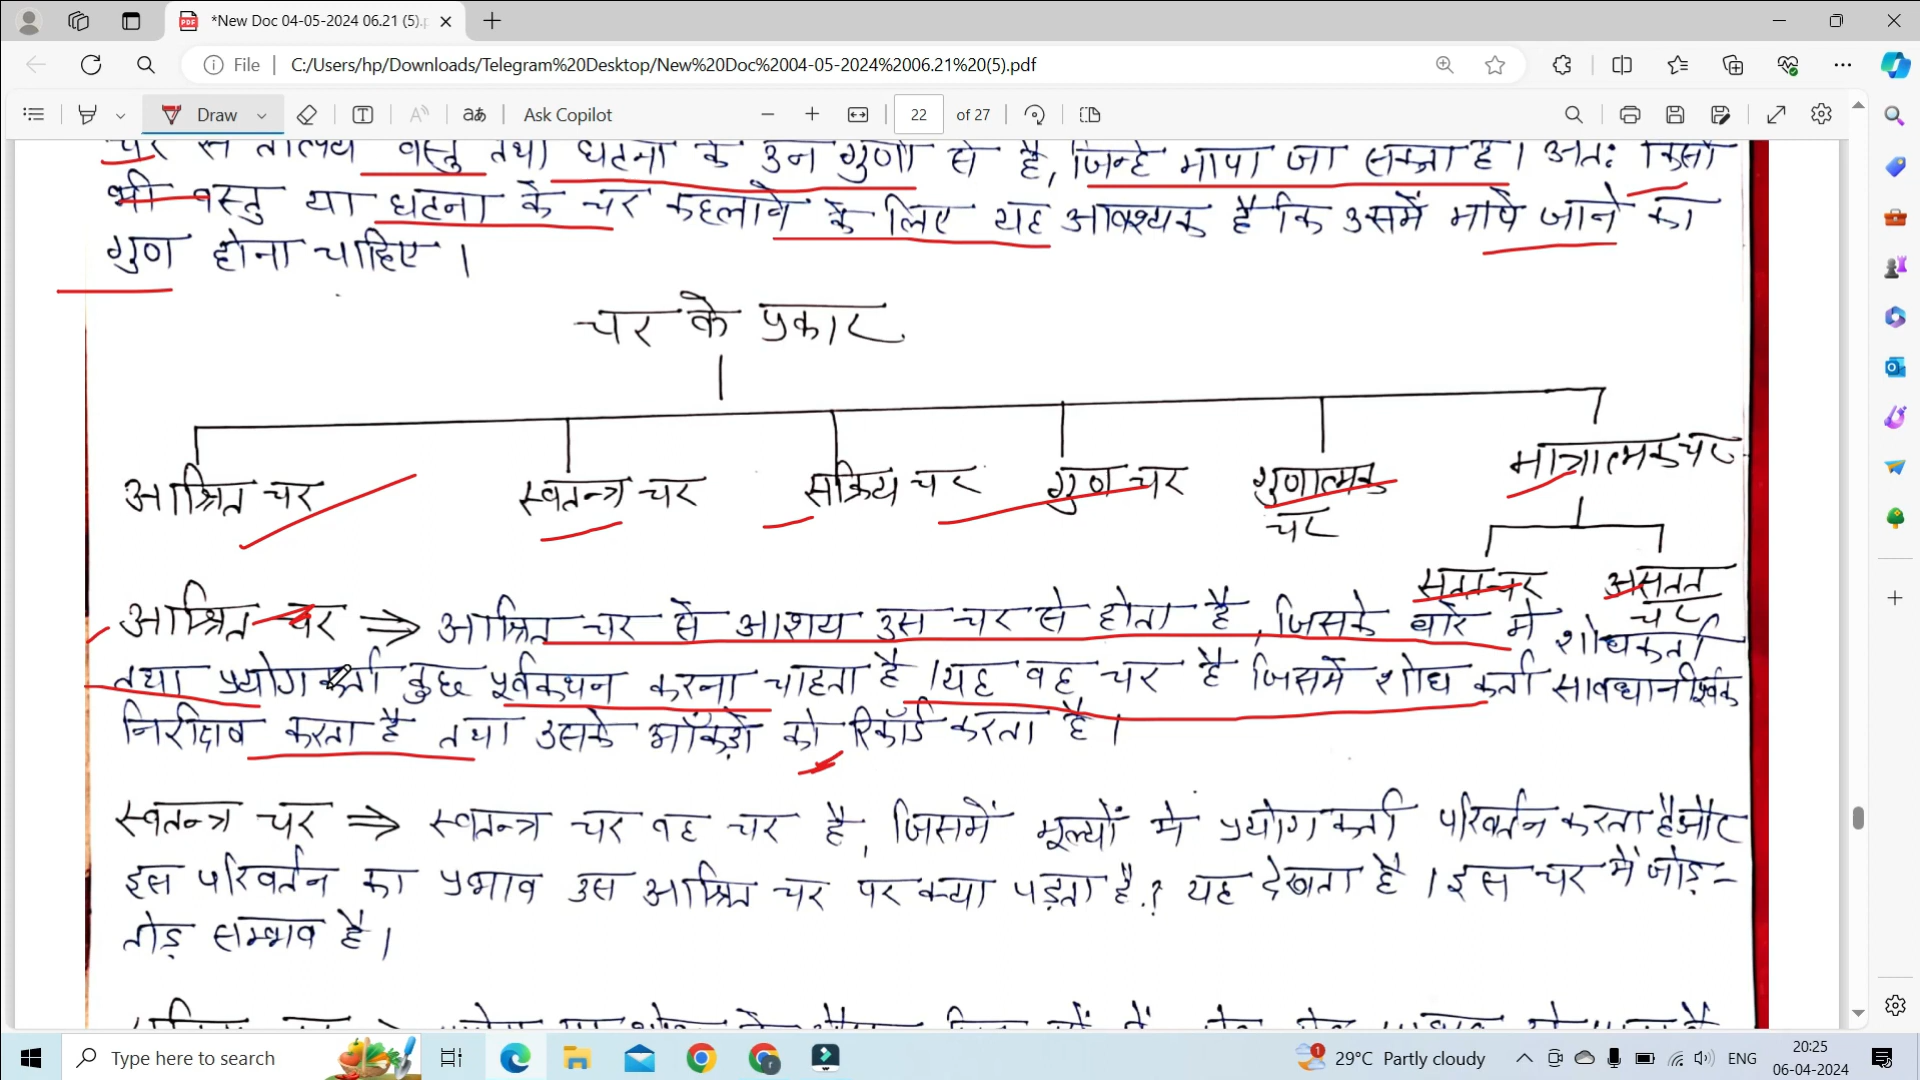 *New Doc 04-05-2024 06.21 (5).p
File
C:/Users/hp/Downloads/Telegram%20Desktop/New%20Doc%2004-05-2024%2006.21%20(5).pdf
Draw
Ask Copilot
22 of 27
चर से तात्पर्य वस्तु तथा घटना के उन गुणों से है, जिन्हे मापा जा सकता है। अतः किसी
भी वस्तु या घटना के चर कहलाने के लिए यह आवश्यक है कि उसमें मापे जाने का
गुण होना चाहिए।
चर के प्रकार
आश्रित चर स्वतन्त्र चर सक्रिय चर गुण चर गुणात्मक चर मात्रात्मक चर
सतत चर असतत चर
आश्रित चर ⇒ आश्रित चर से आशय उस चर से होता है, जिसके बारे में शोधकर्ता
तथा प्रयोगकर्ता कुछ पूर्वकथन करना चाहता है। यह वह चर है जिसमें शोध कर्ता सावधानीपूर्वक
निरीक्षण करता है तथा उसके आँकड़ो को रिकॉर्ड करता है।
स्वतन्त्र चर ⇒ स्वतन्त्र चर वह चर है, जिसमें मूल्यों मे प्रयोगकर्ता परिवर्तन करता है और
इस परिवर्तन का प्रभाव उस आश्रित चर पर क्या पड़ता है? यह देखता है। इस चर में जोड़-
तोड़ सम्भव है।
Type here to search
29°C Partly cloudy
ENG
20:25
06-04-2024